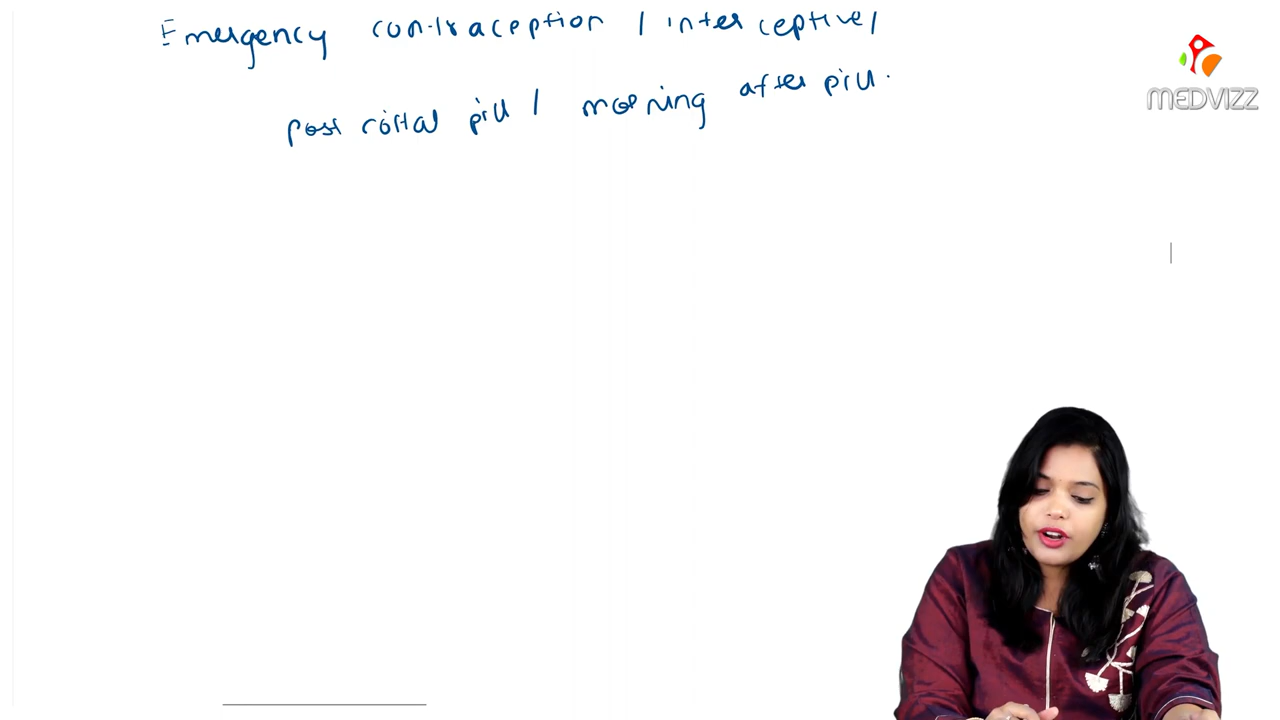 Emergency contraception / interceptive /
post coital pill / morning after pill.
MEDVIZZ